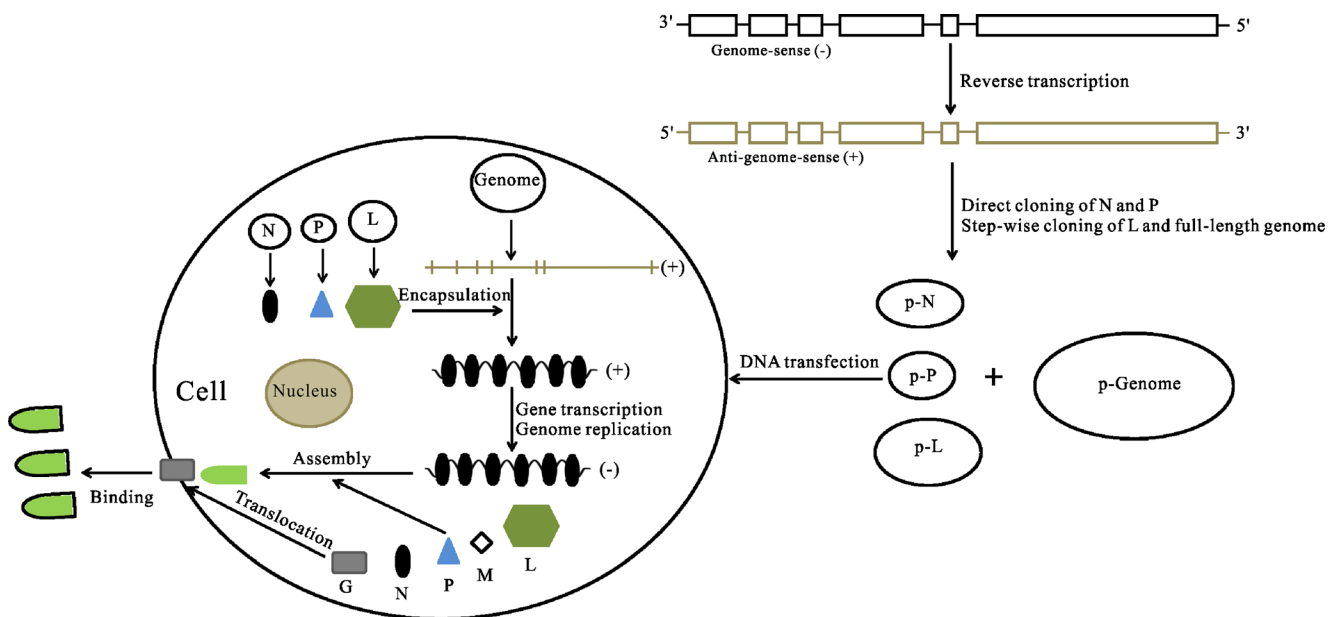 3' 5'
Genome-sense (-)
Reverse transcription
5' 3'
Anti-genome-sense (+)
Direct cloning of N and P
Step-wise cloning of L and full-length genome
p-N
p-P
+
p-Genome
p-L
DNA transfection
Genome
N P L
(+)
Encapsulation
(+)
Cell
Nucleus
Gene transcription
Genome replication
(-)
Assembly
Binding
Translocation
G N P M L